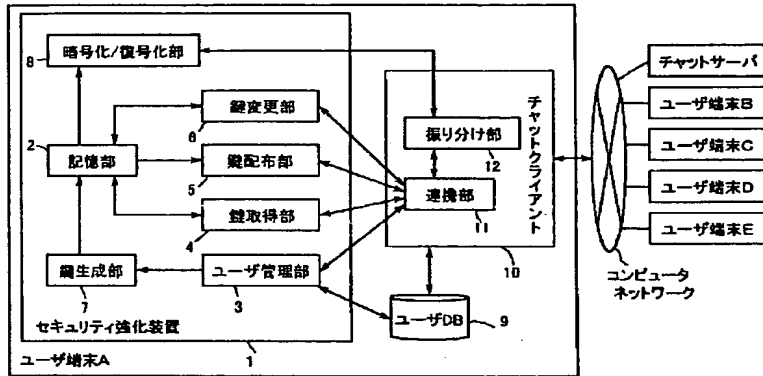 暗号化/復号化部
8
鍵変更部
6
記憶部
2
鍵配布部
5
鍵取得部
4
鍵生成部
7
ユーザ管理部
3
セキュリティ強化装置
1
ユーザ端末A
チャットクライアント
振り分け部
12
連携部
11
10
ユーザDB
9
チャットサーバ
ユーザ端末B
ユーザ端末C
ユーザ端末D
ユーザ端末E
コンピュータ
ネットワーク